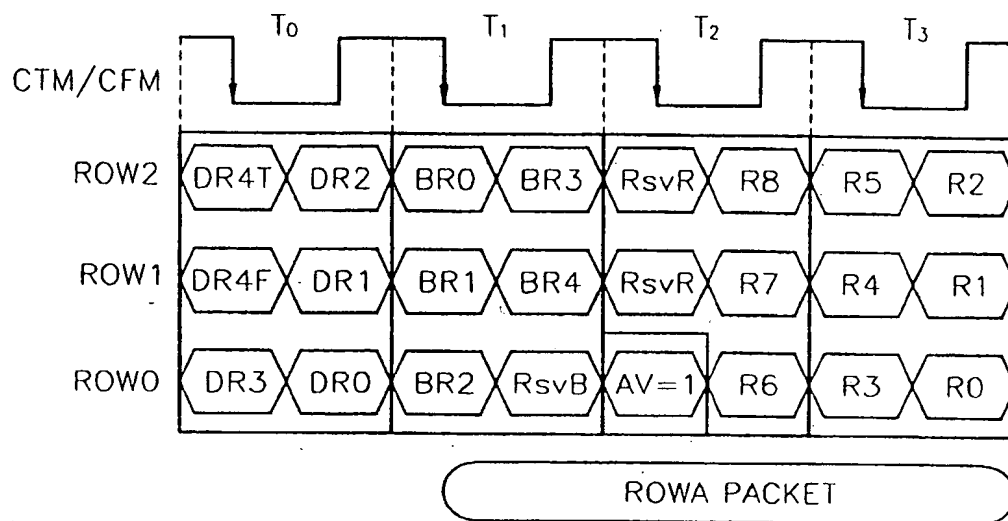 T0 T1 T2 T3
CTM/CFM
ROW2 DR4T DR2 BR0 BR3 RsvR R8 R5 R2
ROW1 DR4F DR1 BR1 BR4 RsvR R7 R4 R1
ROW0 DR3 DR0 BR2 RsvB AV=1 R6 R3 R0
ROWA PACKET